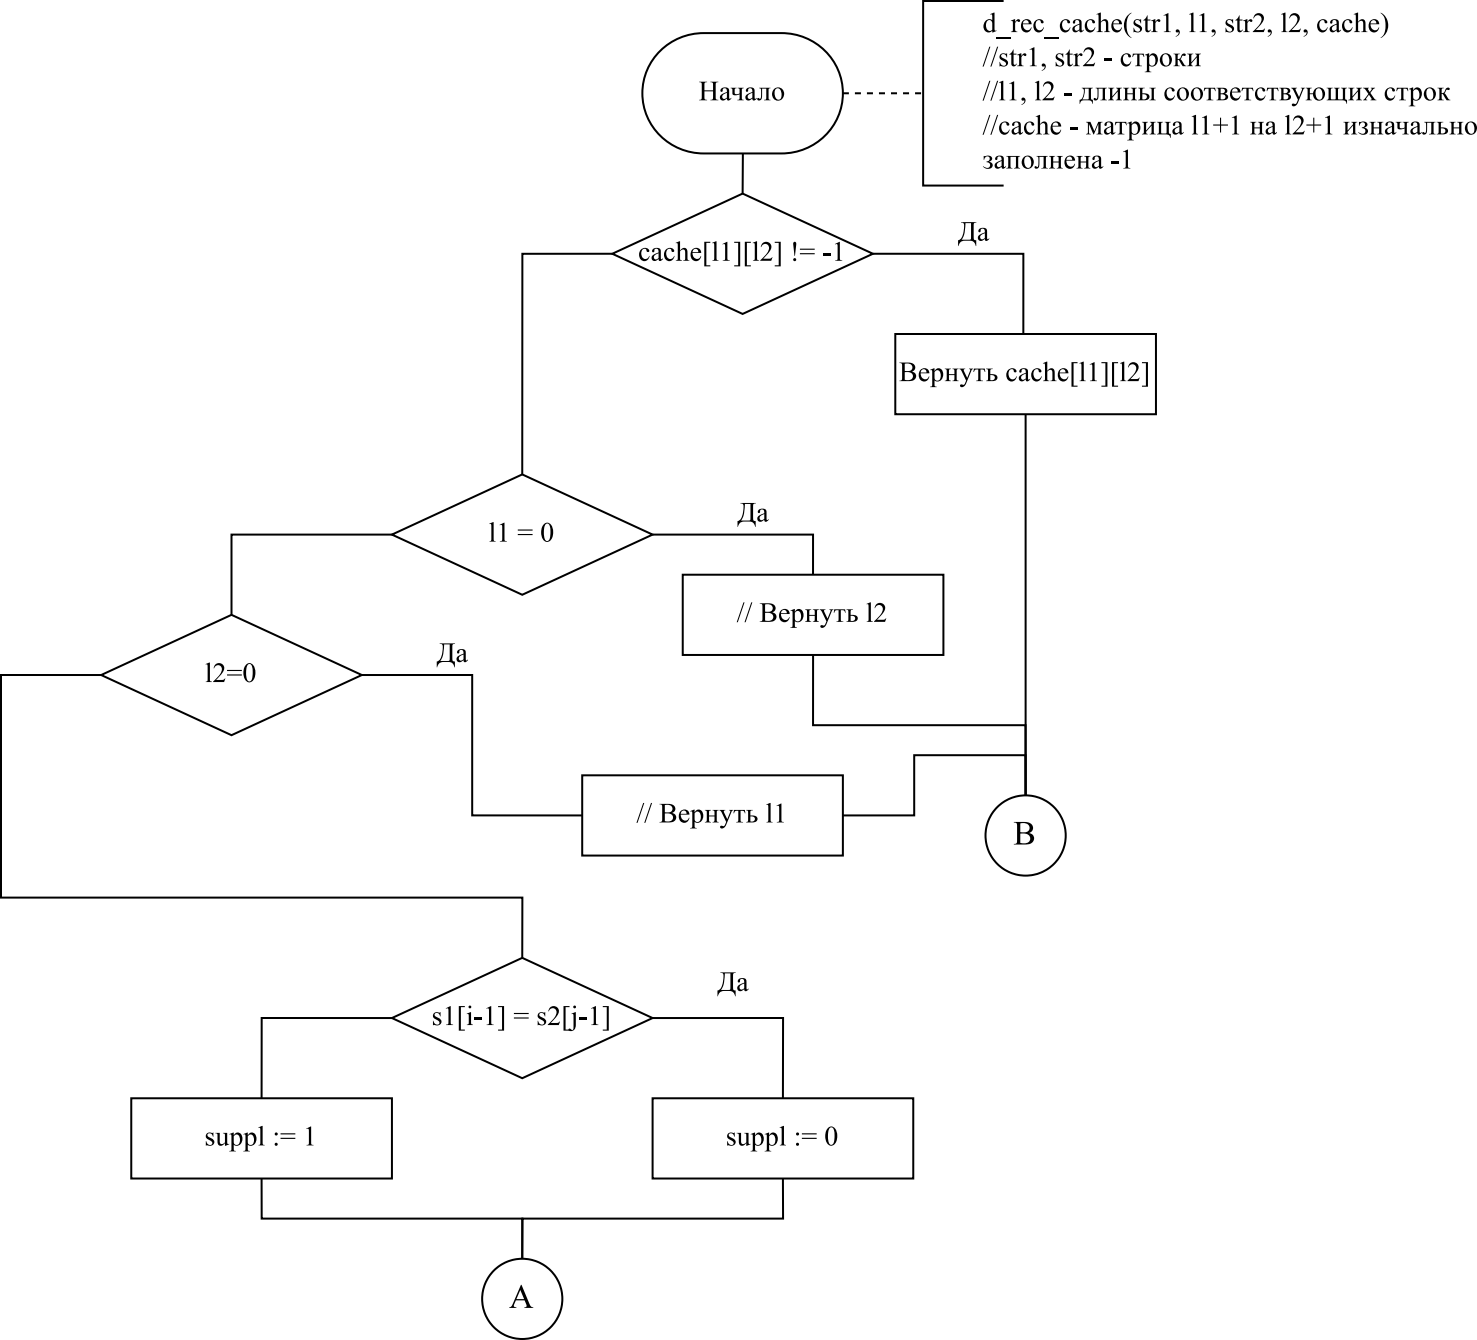 d_rec_cache(str1, l1, str2, l2, cache)
//str1, str2 - строки
//l1, l2 - длины соответствующих строк
//cache - матрица l1+1 на l2+1 изначально
заполнена -1
Начало
cache[l1][l2] != -1
Да
Вернуть cache[l1][l2]
l1 = 0
Да
// Вернуть l2
l2=0
Да
// Вернуть l1
B
s1[i-1] = s2[j-1]
Да
suppl := 1
suppl := 0
A